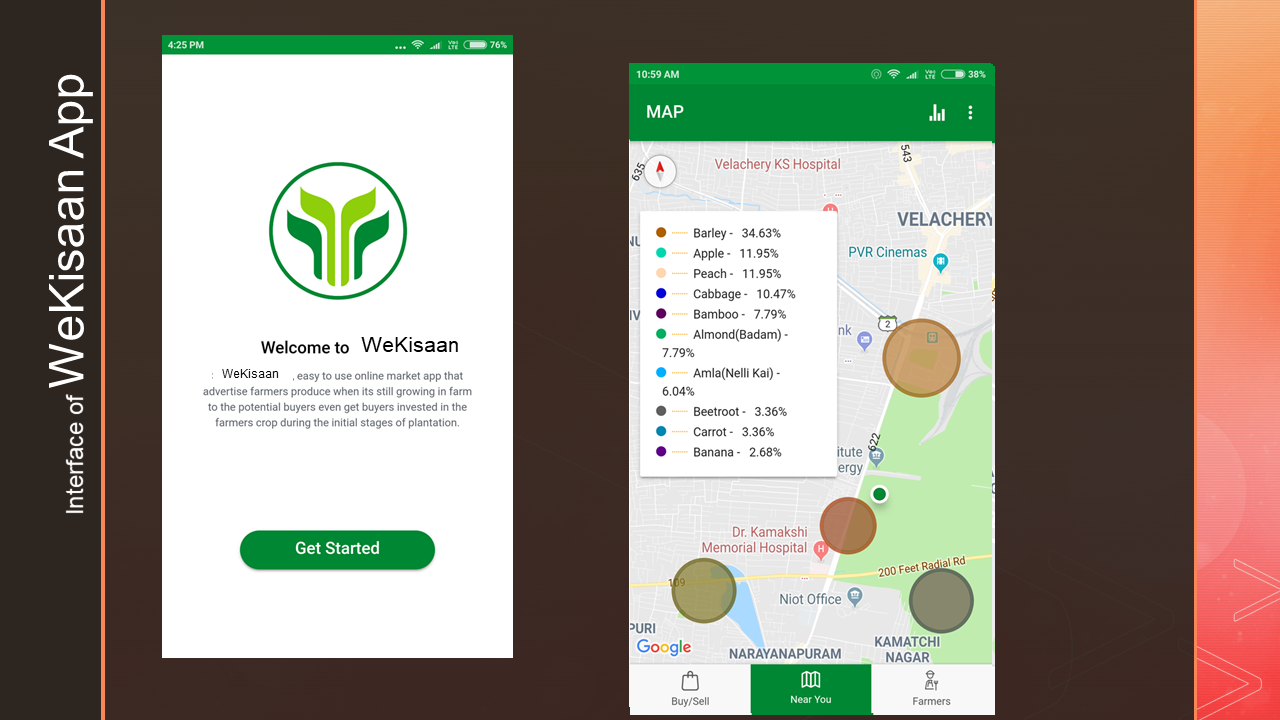 Interface of WeKisaan App
4:25 PM
76%
Welcome to WeKisaan
: WeKisaan , easy to use online market app that
advertise farmers produce when its still growing in farm
to the potential buyers even get buyers invested in the
farmers crop during the initial stages of plantation.
Get Started
10:59 AM
38%
MAP
543
635
Velachery KS Hospital
H
VELACHERY
PVR Cinemas
2
nk
Barley - 34.63%
Apple - 11.95%
Peach - 11.95%
Cabbage - 10.47%
Bamboo - 7.79%
Almond(Badam) -
7.79%
Amla(Nelli Kai) -
6.04%
Beetroot - 3.36%
Carrot - 3.36%
Banana - 2.68%
622
itute
ergy
Dr. Kamakshi
Memorial Hospital
H
200 Feet Radial Rd
109
Niot Office
PURI
KAMATCHI
NAGAR
Google
NARAYANAPURAM
Buy/Sell
Near You
Farmers